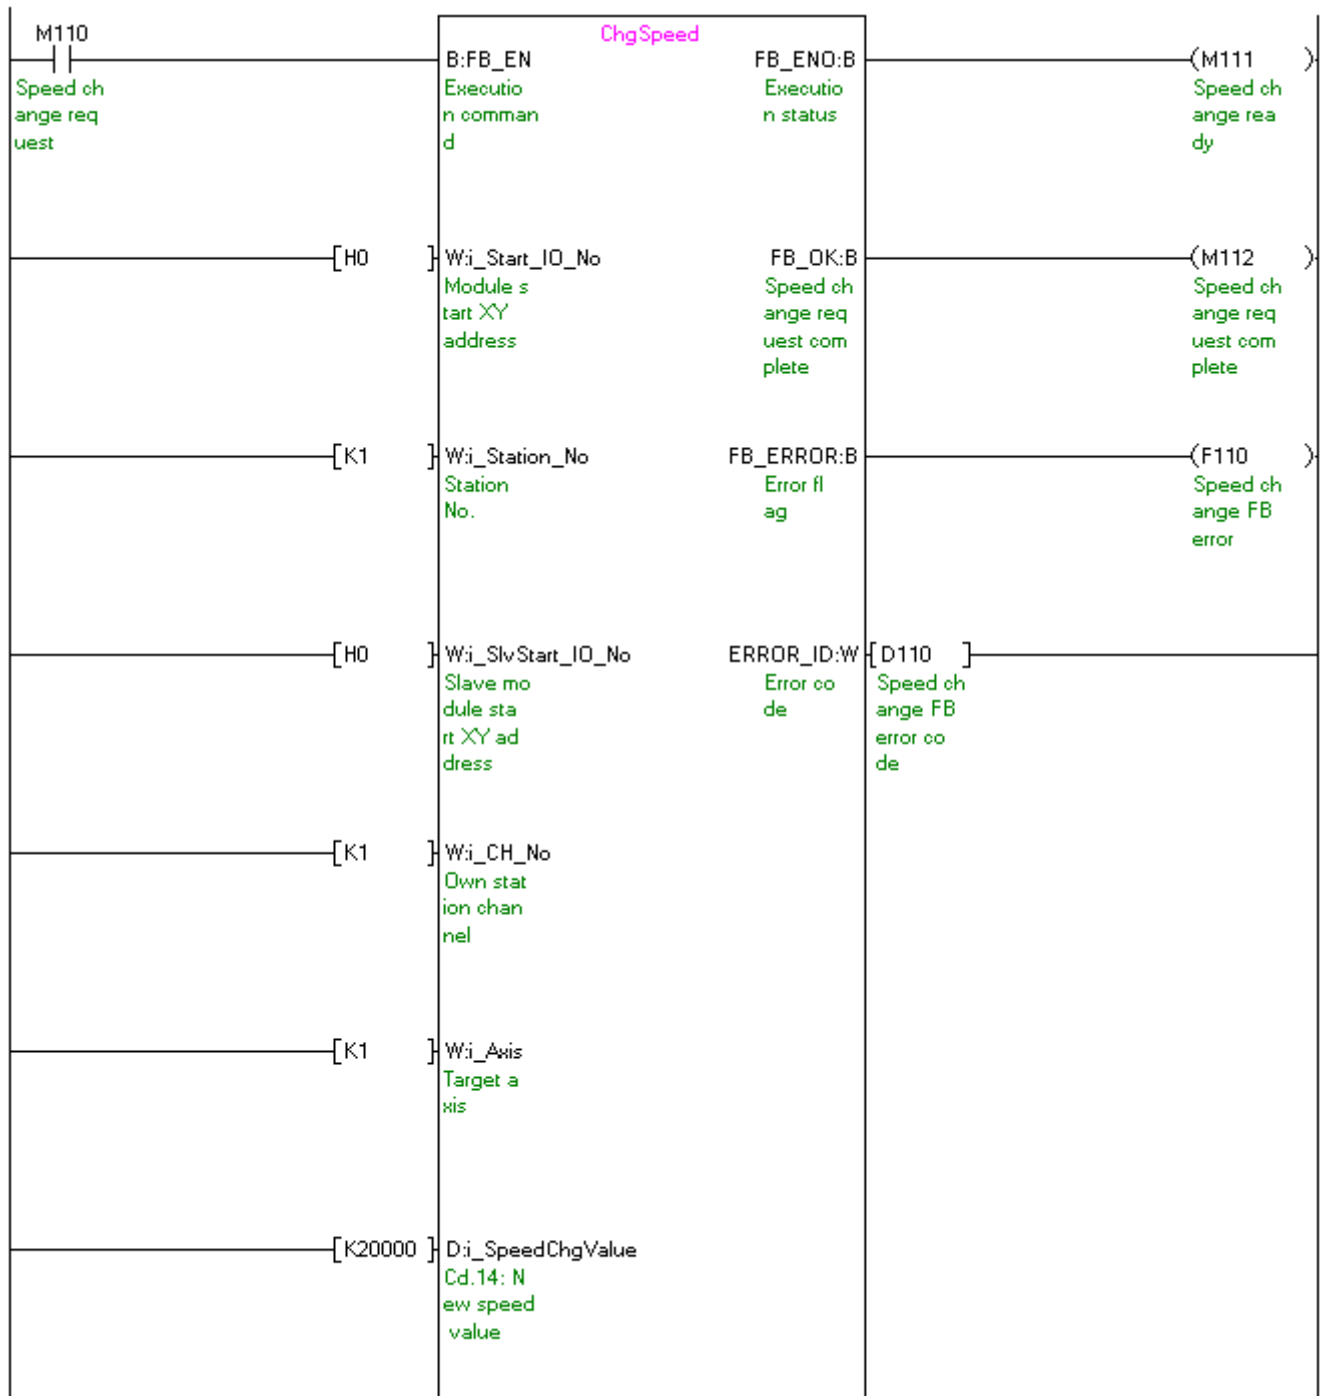 M110
Speed ch
ange req
uest
ChgSpeed
B:FB_EN
Executio
n comman
d
FB_ENO:B
Executio
n status
(M111 )
Speed ch
ange rea
dy
[H0 ]
W:i_Start_IO_No
Module s
tart XY
address
FB_OK:B
Speed ch
ange req
uest com
plete
(M112 )
Speed ch
ange req
uest com
plete
[K1 ]
W:i_Station_No
Station
No.
FB_ERROR:B
Error fl
ag
(F110 )
Speed ch
ange FB
error
[H0 ]
W:i_SlvStart_IO_No
Slave mo
dule sta
rt XY ad
dress
ERROR_ID:W
Error co
de
[D110 ]
Speed ch
ange FB
error co
de
[K1 ]
W:i_CH_No
Own stat
ion chan
nel
[K1 ]
W:i_Axis
Target a
xis
[K20000 ]
D:i_SpeedChgValue
Cd.14: N
ew speed
value